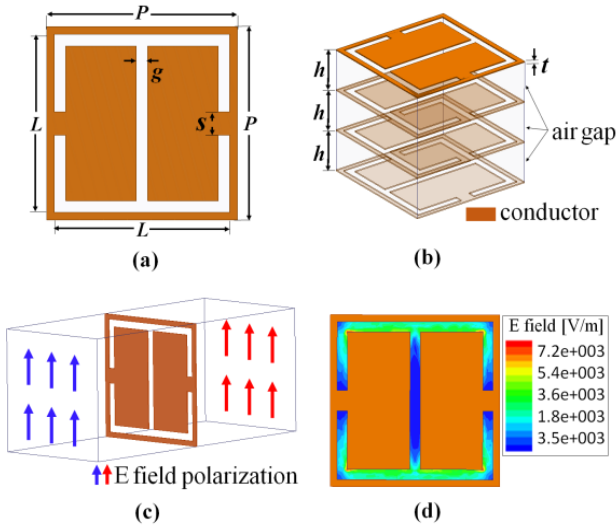 P
g
L
s
P
L
(a)
h
h
h
t
air gap
conductor
(b)
E field polarization
(c)
E field [V/m]
7.2e+003
5.4e+003
3.6e+003
1.8e+003
3.5e+003
(d)